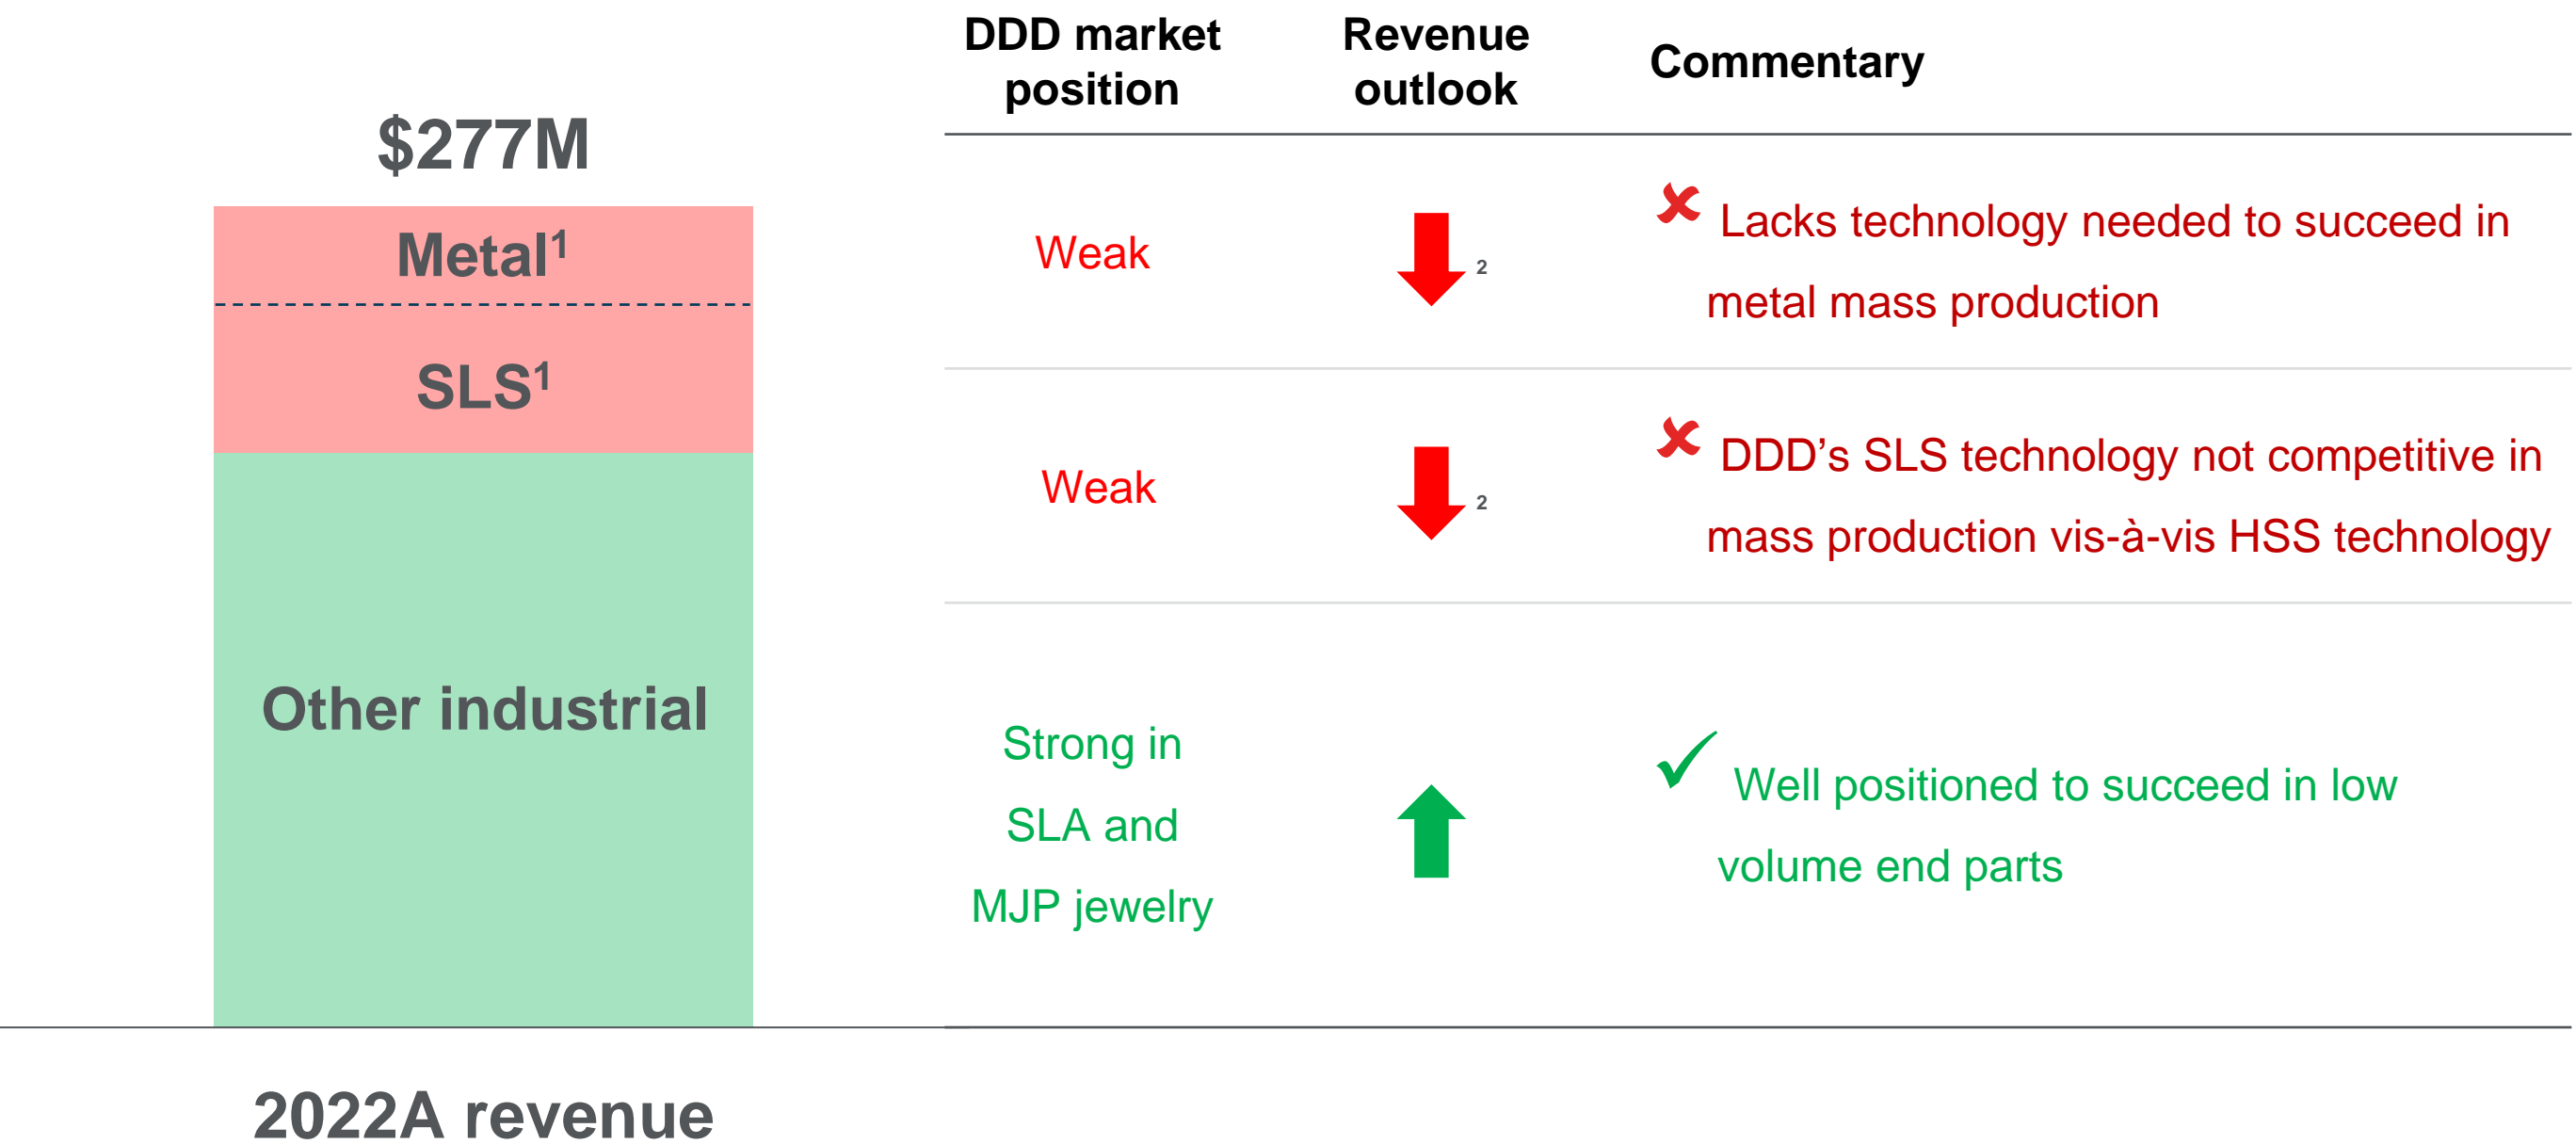 DDD market
position
Revenue
outlook
Commentary
$277M
Metal¹
Weak
2
✘ Lacks technology needed to succeed in
metal mass production
SLS¹
Weak
2
✘ DDD’s SLS technology not competitive in
mass production vis-à-vis HSS technology
Other industrial
Strong in
SLA and
MJP jewelry
✓ Well positioned to succeed in low
volume end parts
2022A revenue